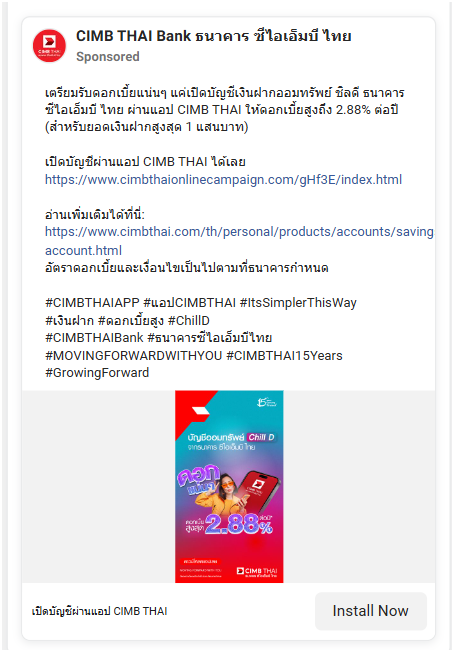 CIMB THAI Bank ธนาคาร ซีไอเอ็มบี ไทย
Sponsored
เตรียมรับดอกเบี้ยแน่นๆ แค่เปิดบัญชีเงินฝากออมทรัพย์ ชิลดี ธนาคาร
ซีไอเอ็มบี ไทย ผ่านแอป CIMB THAI ให้ดอกเบี้ยสูงถึง 2.88% ต่อปี
(สำหรับยอดเงินฝากสูงสุด 1 แสนบาท)
เปิดบัญชีผ่านแอป CIMB THAI ได้เลย
https://www.cimbthaionlinecampaign.com/gHf3E/index.html
อ่านเพิ่มเติมได้ที่นี่:
https://www.cimbthai.com/th/personal/products/accounts/saving
account.html
อัตราดอกเบี้ยและเงื่อนไขเป็นไปตามที่ธนาคารกำหนด
#CIMBTHAIAPP #แอปCIMBTHAI #ItsSimplerThisWay
#เงินฝาก #ดอกเบี้ยสูง #ChillD
#CIMBTHAIBank #ธนาคารซีไอเอ็มบีไทย
#MOVINGFORWARDWITHYOU #CIMBTHAI15Years
#GrowingForward
บัญชีออมทรัพย์ Chill D
จากธนาคาร ซีไอเอ็มบี ไทย
ดอก
ดอกเบี้ย
สูงสุด 2.88% ต่อปี*
CIMB THAI
เปิดบัญชีผ่านแอป CIMB THAI
Install Now